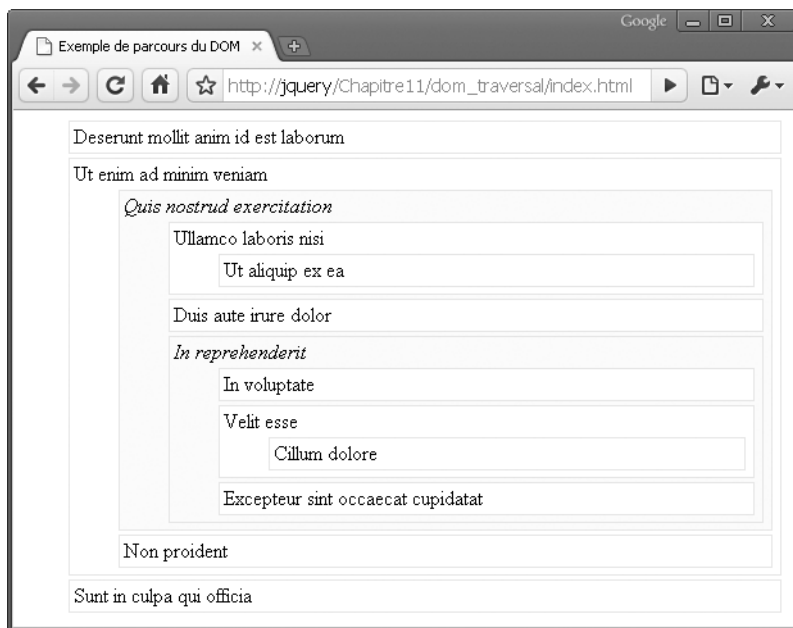 Google
Exemple de parcours du DOM
http://jquery/Chapitre11/dom_traversal/index.html
Deserunt mollit anim id est laborum
Ut enim ad minim veniam
Quis nostrud exercitation
Ullamco laboris nisi
Ut aliquip ex ea
Duis aute irure dolor
In reprehenderit
In voluptate
Velit esse
Cillum dolore
Excepteur sint occaecat cupidatat
Non proident
Sunt in culpa qui officia